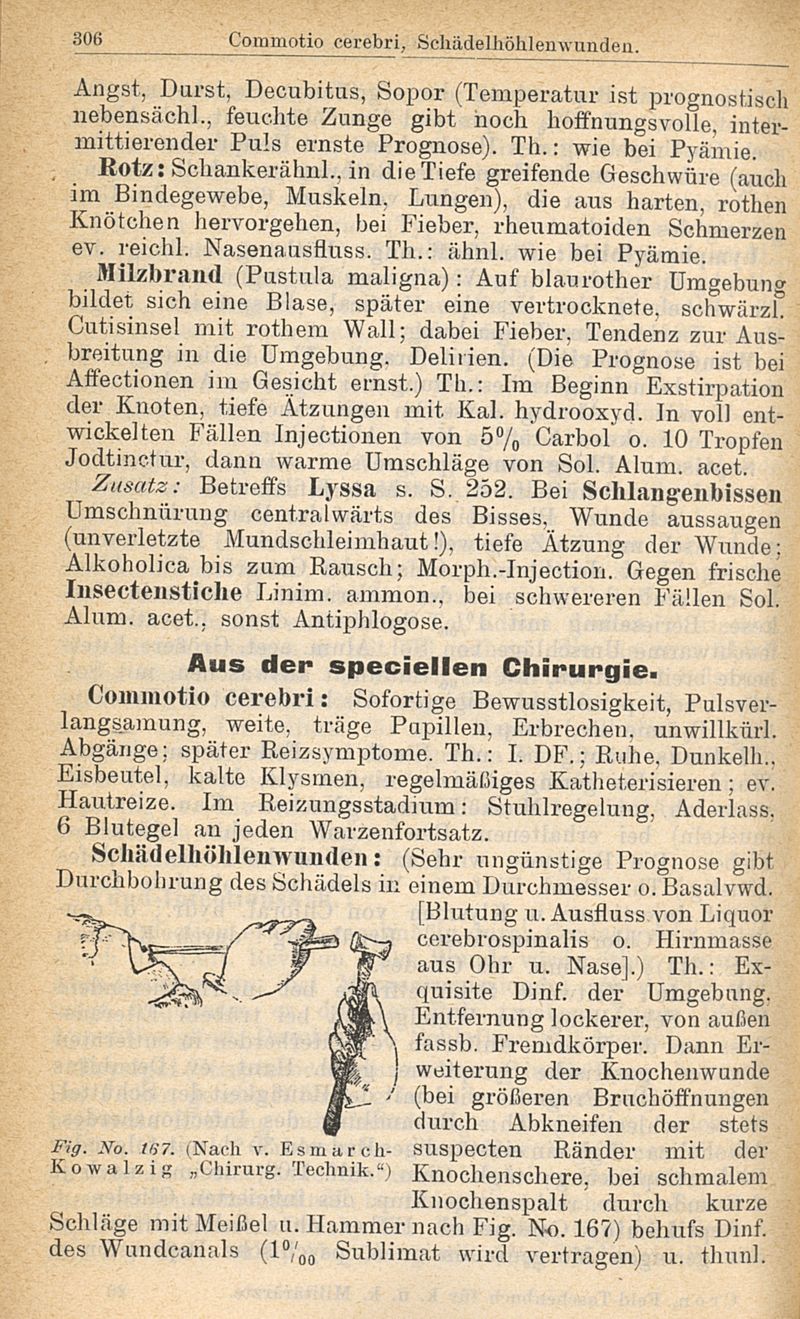 306 Commotio cerebri, Schädelhöhlenwunden.
Angst, Durst, Decubitus, Sopor (Temperatur ist prognostisch
nebensächl., feuchte Zunge gibt noch hoffnungsvolle, inter-
mittierender Puls ernste Prognose). Th.: wie bei Pyämie.
Rotz: Schankerähnl., in die Tiefe greifende Geschwüre (auch
im Bindegewebe, Muskeln, Lungen), die aus harten, rothen
Knötchen hervorgehen, bei Fieber, rheumatoiden Schmerzen
ev. reichl. Nasenausfluss. Th.: ähnl. wie bei Pyämie.
Milzbrand (Pustula maligna): Auf blaurother Umgebung
bildet sich eine Blase, später eine vertrocknete, schwärzl.
Cutisinsel mit rothem Wall; dabei Fieber, Tendenz zur Aus-
breitung in die Umgebung, Delirien. (Die Prognose ist bei
Affectionen im Gesicht ernst.) Th.: Im Beginn Exstirpation
der Knoten, tiefe Ätzungen mit Kal. hydrooxyd. In voll ent-
wickelten Fällen Injectionen von 5% Carbol o. 10 Tropfen
Jodtinctur, dann warme Umschläge von Sol. Alum. acet.
Zusatz: Betreffs Lyssa s. S. 252. Bei Schlangenbissen
Umschnürung centralwärts des Bisses, Wunde aussaugen
(unverletzte Mundschleimhaut!), tiefe Ätzung der Wunde;
Alkoholica bis zum Rausch; Morph.-Injection. Gegen frische
Insectenstiche Linim. ammon., bei schwereren Fällen Sol.
Alum. acet., sonst Antiphlogose.
Aus der speciellen Chirurgie.
Commotio cerebri: Sofortige Bewusstlosigkeit, Pulsver-
langsamung, weite, träge Pupillen, Erbrechen, unwillkürl.
Abgänge; später Reizsymptome. Th.: I. DF.; Ruhe, Dunkelh.,
Eisbeutel, kalte Klysmen, regelmäßiges Katheterisieren; ev.
Hautreize. Im Reizungsstadium: Stuhlregelung, Aderlass,
6 Blutegel an jeden Warzenfortsatz.
Schädelhöhlenwunden: (Sehr ungünstige Prognose gibt
Durchbohrung des Schädels in einem Durchmesser o. Basalvwd.
[Blutung u. Ausfluss von Liquor
cerebrospinalis o. Hirnmasse
aus Ohr u. Nase].) Th.: Ex-
quisite Dinf. der Umgebung.
Entfernung lockerer, von außen
fassb. Fremdkörper. Dann Er-
weiterung der Knochenwunde
(bei größeren Bruchöffnungen
durch Abkneifen der stets
suspecten Ränder mit der
Knochenschere, bei schmalem
Knochenspalt durch kurze
Fig. No. 167. (Nach v. Esmarch-
Kowalzig „Chirurg. Technik.“)
Schläge mit Meißel u. Hammer nach Fig. No. 167) behufs Dinf.
des Wundcanals (1⁰/₀₀ Sublimat wird vertragen) u. thunl.